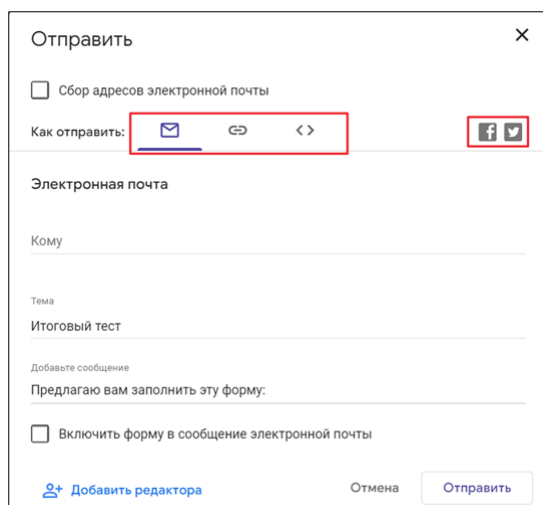 Отправить
Сбор адресов электронной почты
Как отправить:
Электронная почта
Кому
Тема
Итоговый тест
Добавьте сообщение
Предлагаю вам заполнить эту форму:
Включить форму в сообщение электронной почты
Добавить редактора Отмена Отправить